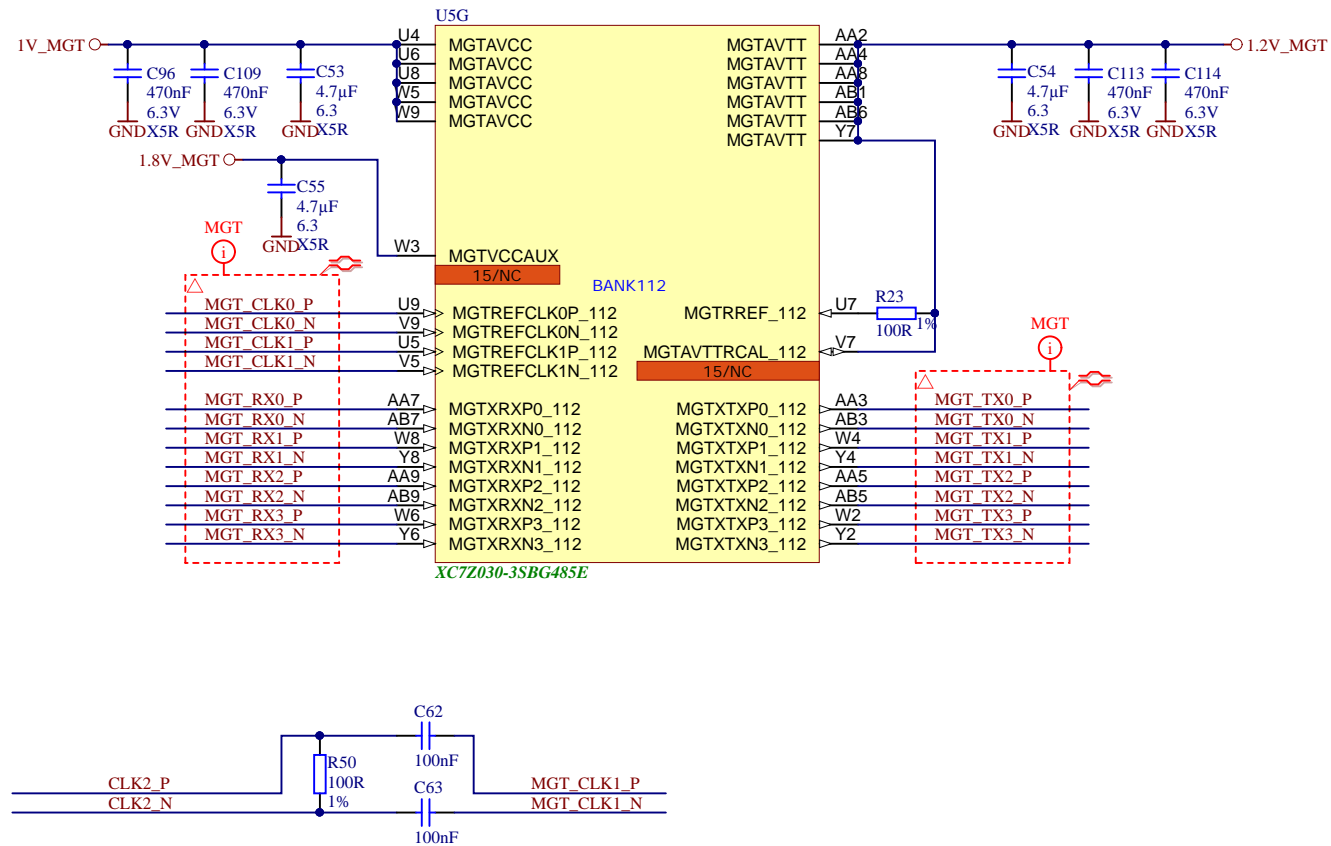 U5G
1V_MGT
C96
470nF
6.3V
X5R
GND
C109
470nF
6.3V
X5R
GND
C53
4.7µF
6.3
X5R
GND
1.8V_MGT
C55
4.7µF
6.3
X5R
GND
U4 MGTAVCC
U6 MGTAVCC
U8 MGTAVCC
W5 MGTAVCC
W9 MGTAVCC
W3 MGTVCCAUX
15/NC
BANK112
MGTAVTT AA2
MGTAVTT AA4
MGTAVTT AA8
MGTAVTT AB1
MGTAVTT AB6
MGTAVTT Y7
1.2V_MGT
C54
4.7µF
6.3
X5R
GND
C113
470nF
6.3V
X5R
GND
C114
470nF
6.3V
X5R
GND
MGTRREF_112 U7
R23
100R
1%
MGTAVTTRCAL_112 V7
15/NC
MGT
i
MGT_CLK0_P U9 MGTREFCLK0P_112
MGT_CLK0_N V9 MGTREFCLK0N_112
MGT_CLK1_P U5 MGTREFCLK1P_112
MGT_CLK1_N V5 MGTREFCLK1N_112
MGT_RX0_P AA7 MGTXRXP0_112
MGT_RX0_N AB7 MGTXRXN0_112
MGT_RX1_P W8 MGTXRXP1_112
MGT_RX1_N Y8 MGTXRXN1_112
MGT_RX2_P AA9 MGTXRXP2_112
MGT_RX2_N AB9 MGTXRXN2_112
MGT_RX3_P W6 MGTXRXP3_112
MGT_RX3_N Y6 MGTXRXN3_112
MGT
i
MGTXTXP0_112 AA3 MGT_TX0_P
MGTXTXN0_112 AB3 MGT_TX0_N
MGTXTXP1_112 W4 MGT_TX1_P
MGTXTXN1_112 Y4 MGT_TX1_N
MGTXTXP2_112 AA5 MGT_TX2_P
MGTXTXN2_112 AB5 MGT_TX2_N
MGTXTXP3_112 W2 MGT_TX3_P
MGTXTXN3_112 Y2 MGT_TX3_N
XC7Z030-3SBG485E
C62
100nF
R50
100R
1%
C63
100nF
CLK2_P
CLK2_N
MGT_CLK1_P
MGT_CLK1_N